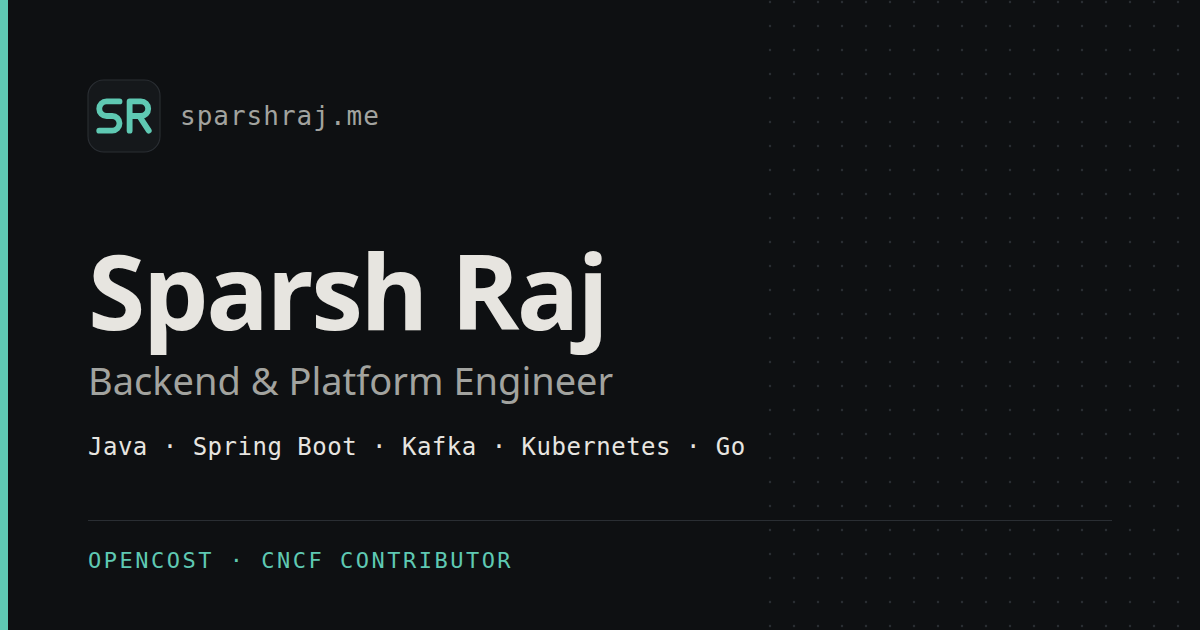 SR
sparshraj.me
Sparsh Raj
Backend & Platform Engineer
Java · Spring Boot · Kafka · Kubernetes · Go
OPENCOST · CNCF CONTRIBUTOR